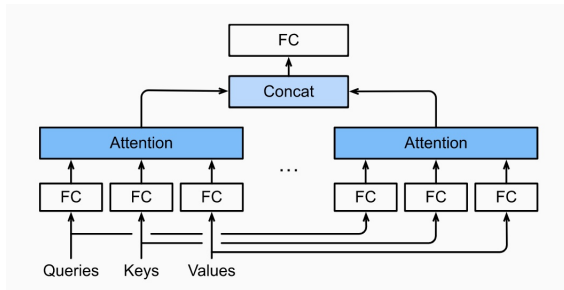 FC
Concat
Attention Attention
...
FC FC FC FC FC FC
Queries Keys Values